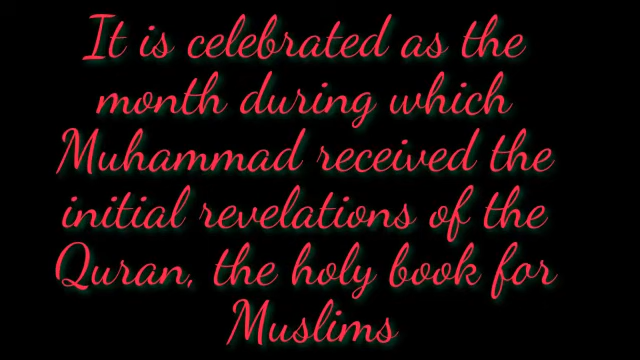 It is celebrated as the
month during which
Muhammad received the
initial revelations of the
Quran, the holy book for
Muslims